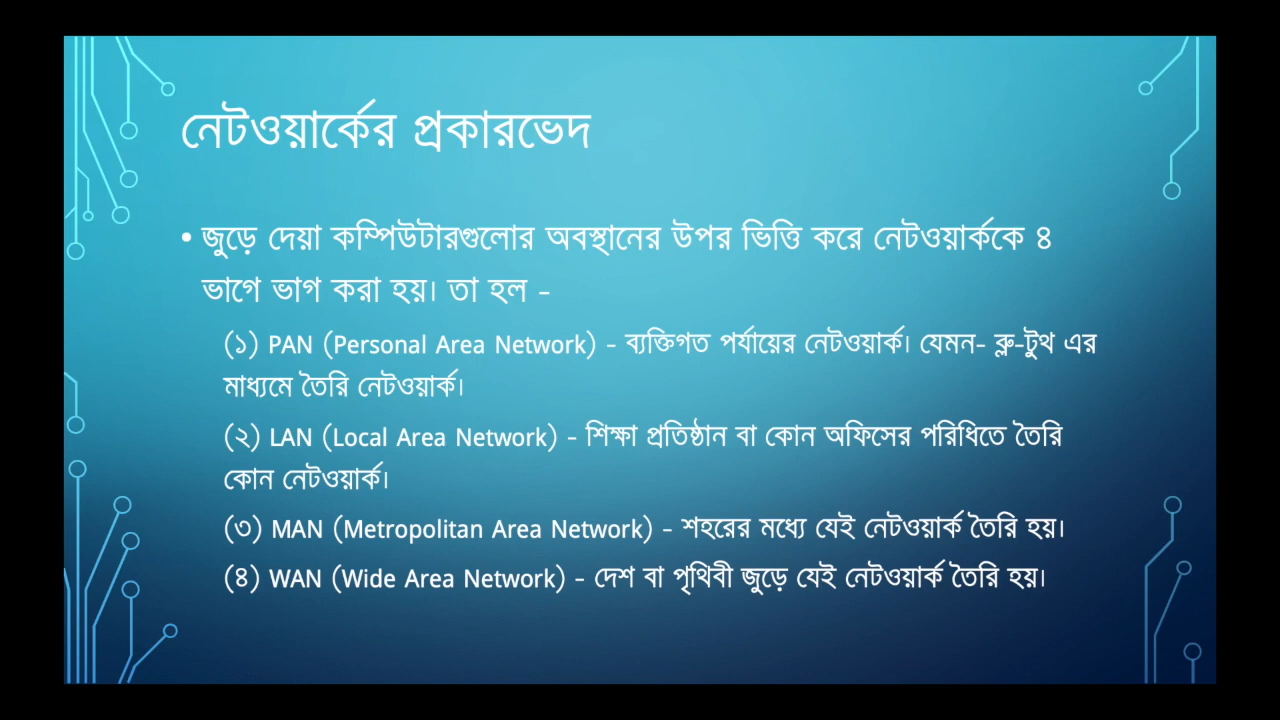 নেটওয়ার্কের প্রকারভেদ
• জুড়ে দেয়া কম্পিউটারগুলোর অবস্থানের উপর ভিত্তি করে নেটওয়ার্ককে ৪
ভাগে ভাগ করা হয়। তা হল -
(১) PAN (Personal Area Network) - ব্যক্তিগত পর্যায়ের নেটওয়ার্ক। যেমন- ব্লু-টুথ এর
মাধ্যমে তৈরি নেটওয়ার্ক।
(২) LAN (Local Area Network) - শিক্ষা প্রতিষ্ঠান বা কোন অফিসের পরিধিতে তৈরি
কোন নেটওয়ার্ক।
(৩) MAN (Metropolitan Area Network) - শহরের মধ্যে যেই নেটওয়ার্ক তৈরি হয়।
(৪) WAN (Wide Area Network) - দেশ বা পৃথিবী জুড়ে যেই নেটওয়ার্ক তৈরি হয়।